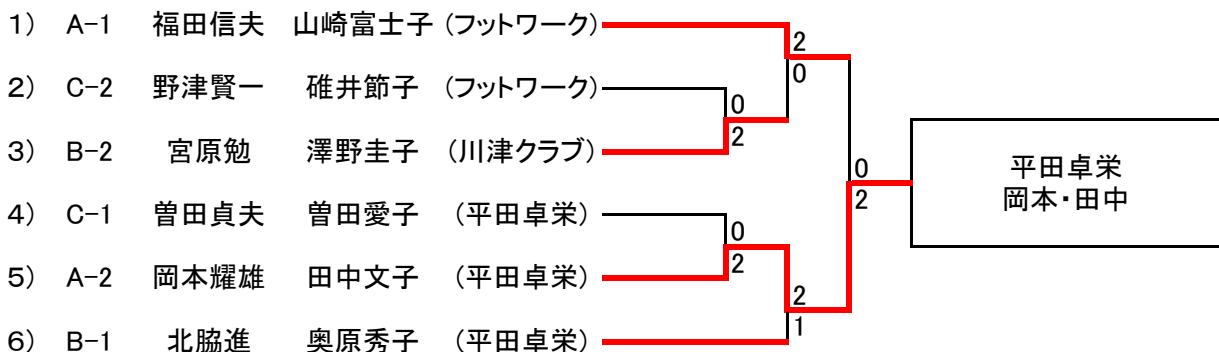 1) A-1 福田信夫 山崎富士子 (フットワーク)
2) C-2 野津賢一 碓井節子 (フットワーク)
3) B-2 宮原勉 澤野圭子 (川津クラブ)
4) C-1 曽田貞夫 曽田愛子 (平田卓栄)
5) A-2 岡本耀雄 田中文子 (平田卓栄)
6) B-1 北脇進 奥原秀子 (平田卓栄)
0
2
0
2
2
0
2
1
0
2
平田卓栄
岡本・田中